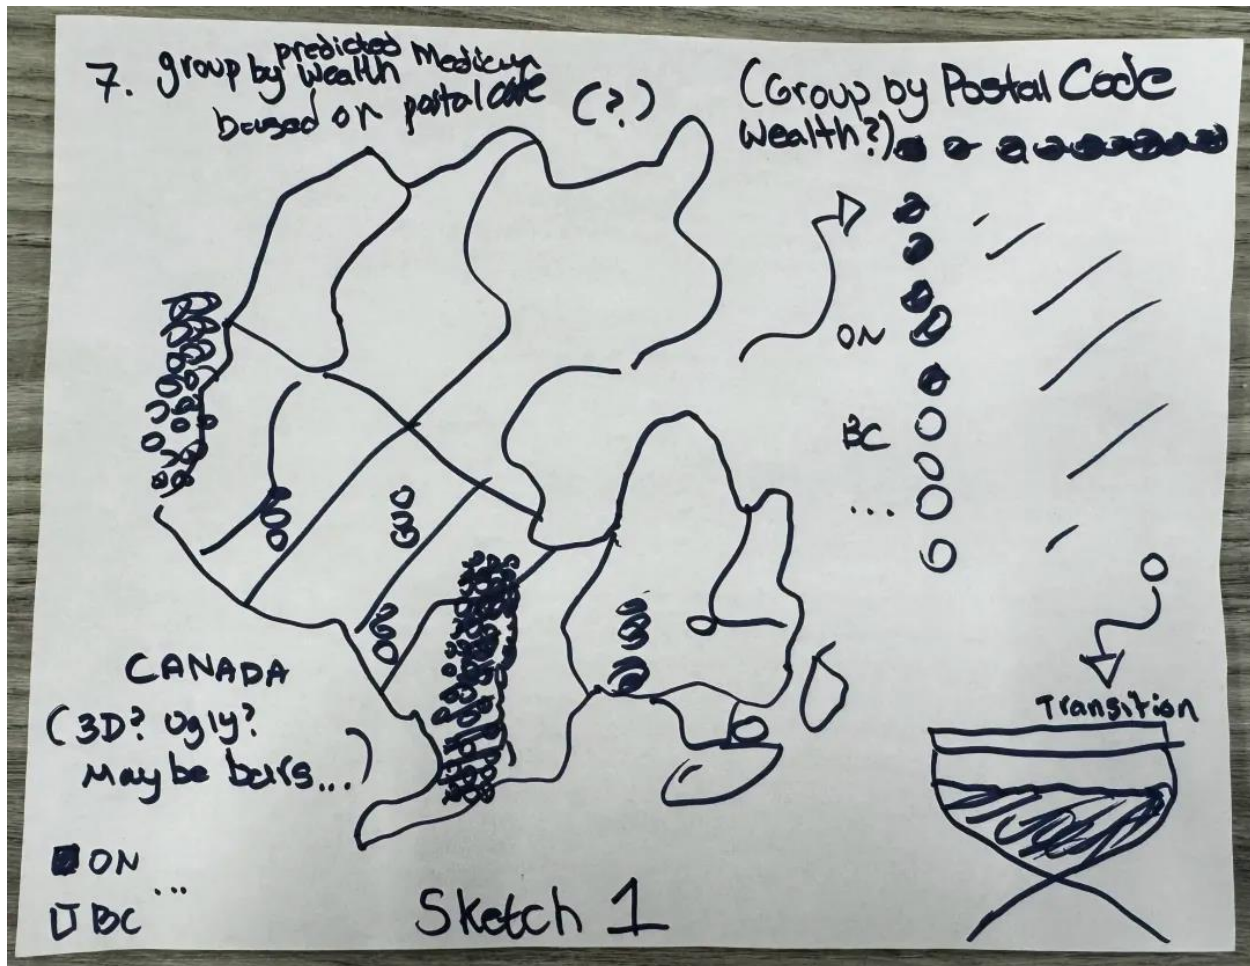 7. group by predicted Medium
wealth
based on postal code (?)
(Group by Postal Code
wealth?)
ON
BC
...
Transition
CANADA
(3D? Ugly?
Maybe bars...)
ON
...
BC
Sketch 1